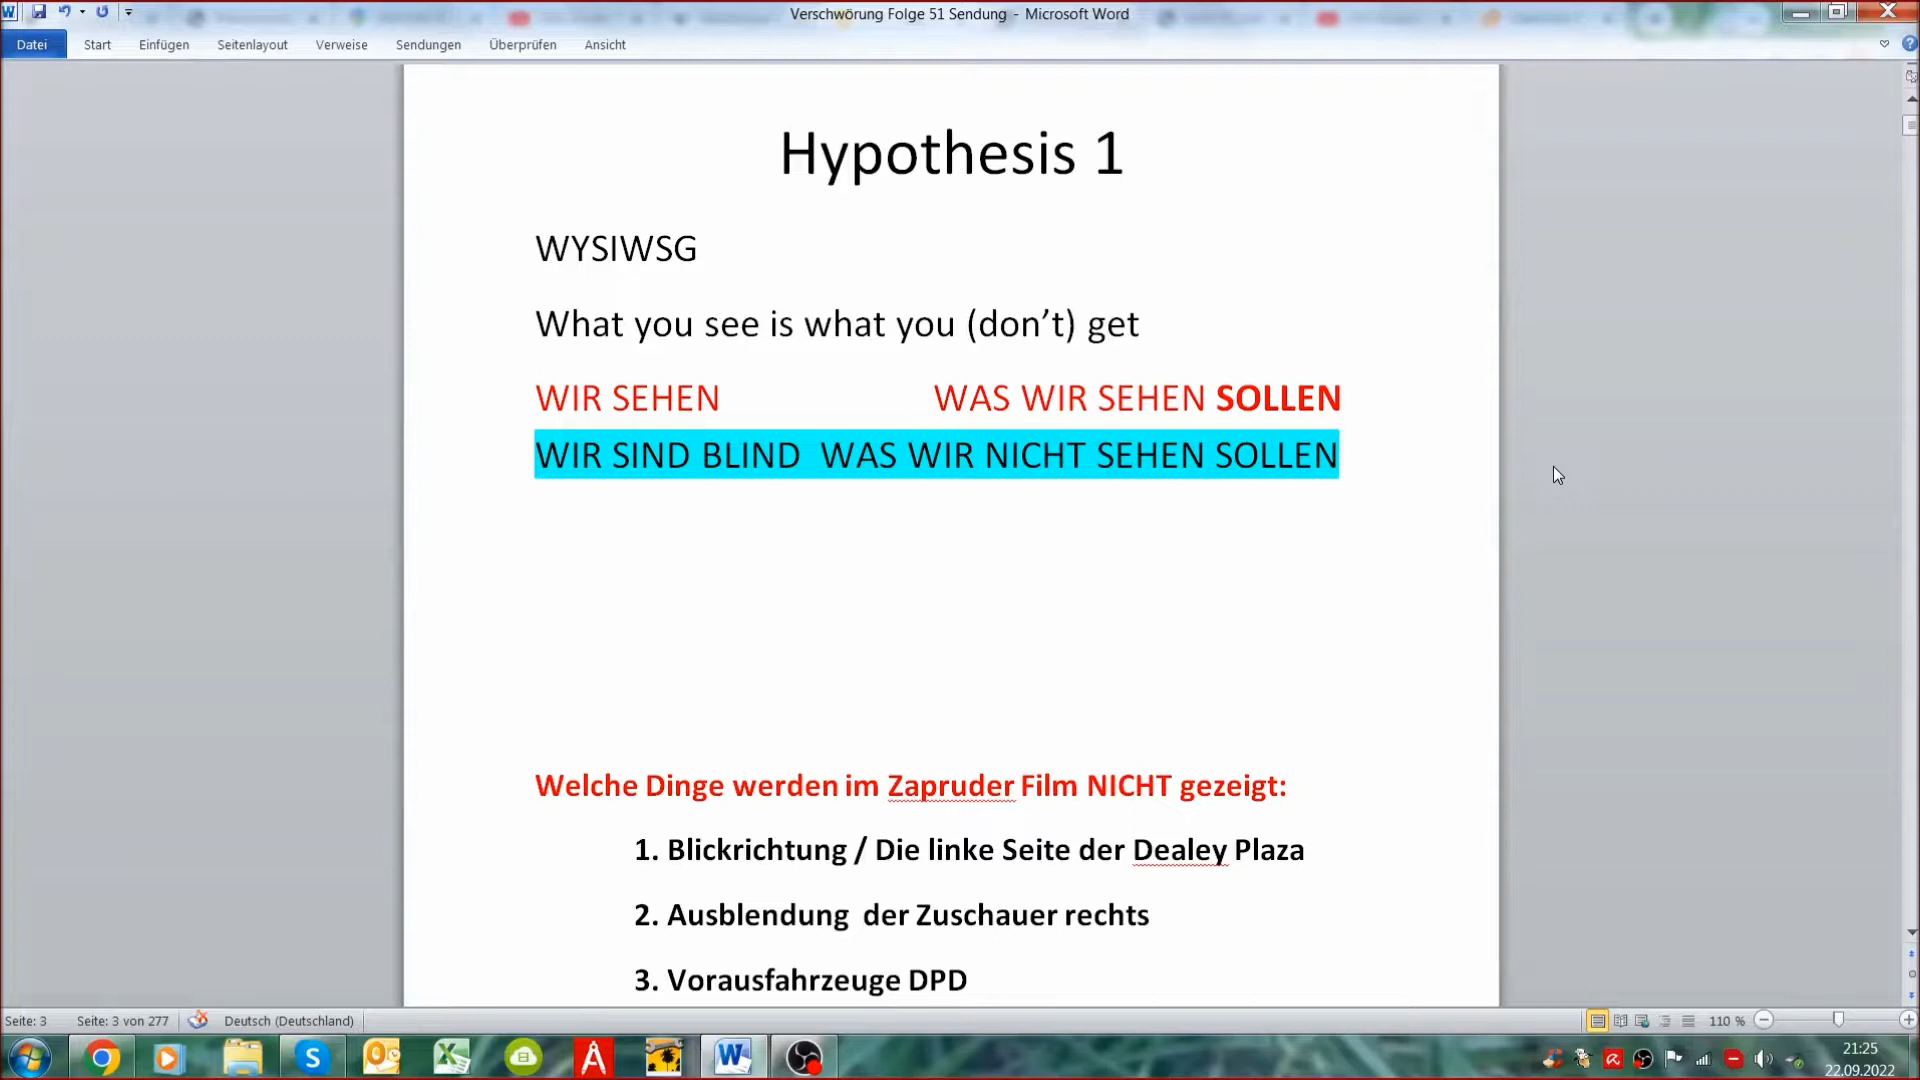 Verschwörung Folge 51 Sendung - Microsoft Word
Datei Start Einfügen Seitenlayout Verweise Sendungen Überprüfen Ansicht
Hypothesis 1
WYSIWSG
What you see is what you (don’t) get
WIR SEHEN WAS WIR SEHEN SOLLEN
WIR SIND BLIND WAS WIR NICHT SEHEN SOLLEN
Welche Dinge werden im Zapruder Film NICHT gezeigt:
1. Blickrichtung / Die linke Seite der Dealey Plaza
2. Ausblendung der Zuschauer rechts
3. Vorausfahrzeuge DPD
Seite: 3 Seite: 3 von 277 Deutsch (Deutschland) 110 %
21:25
22.09.2022